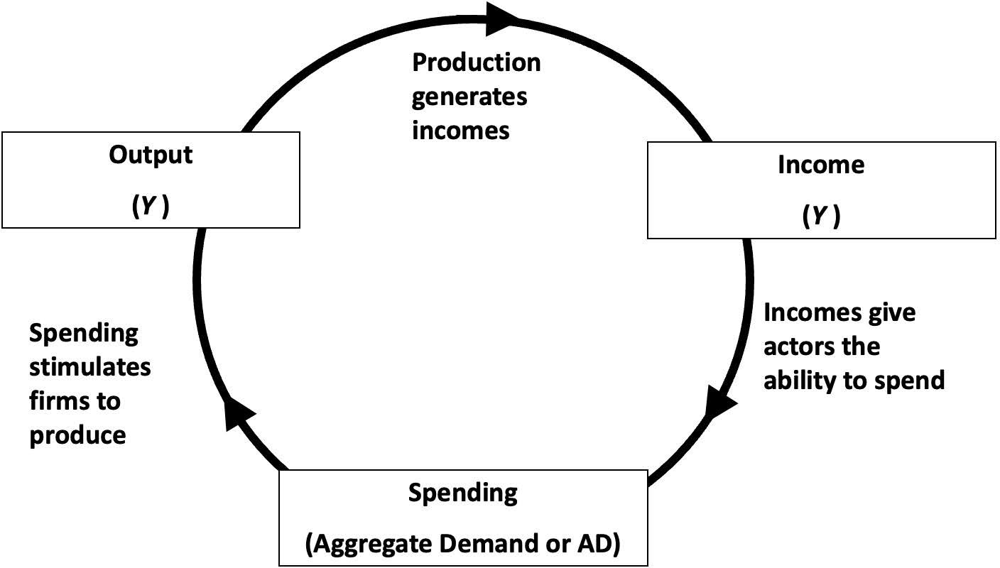 Production
generates
incomes
Output
(Y )
Income
(Y )
Incomes give
actors the
ability to spend
Spending
stimulates
firms to
produce
Spending
(Aggregate Demand or AD)